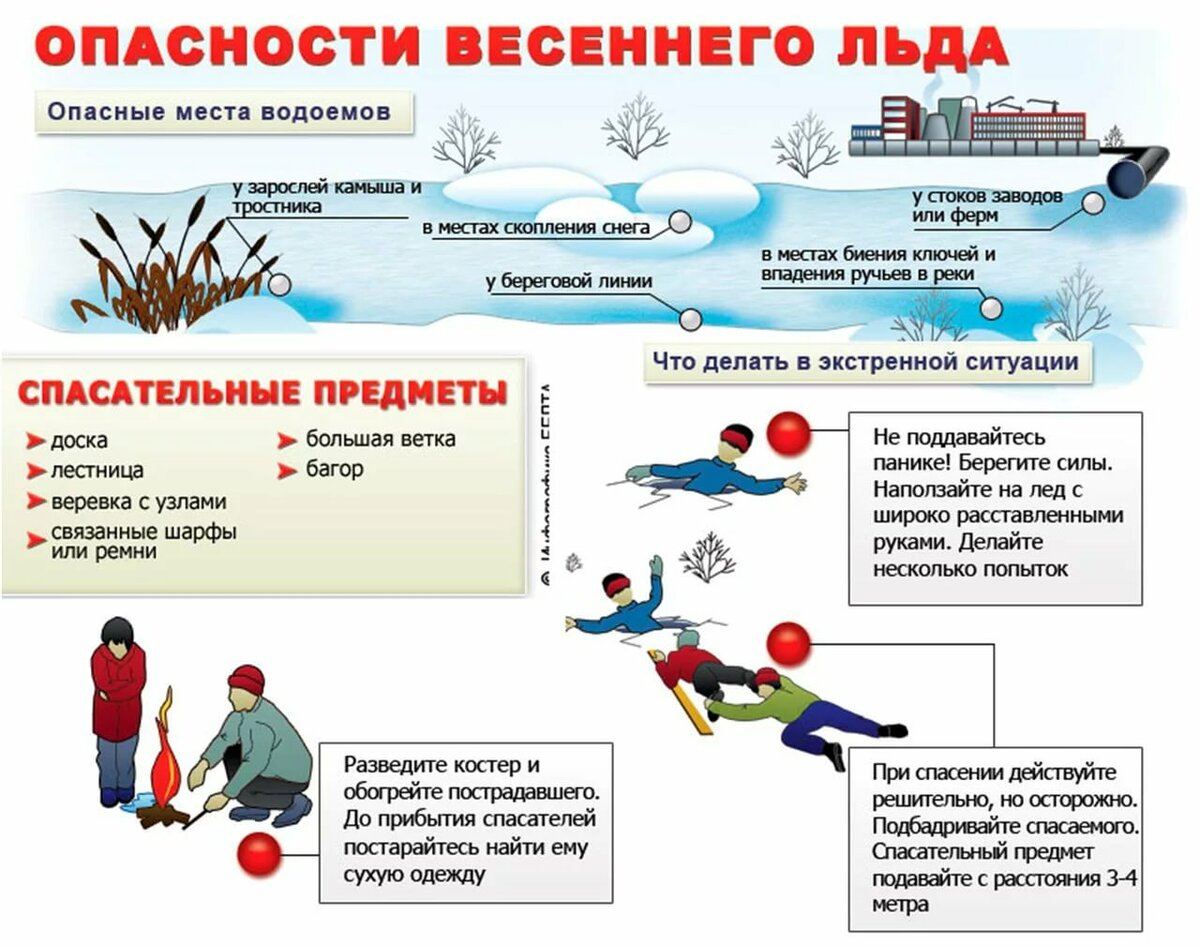 ОПАСНОСТИ ВЕСЕННЕГО ЛЬДА
Опасные места водоемов
у зарослей камыша и
тростника
в местах скопления снега
у береговой линии
у стоков заводов
или ферм
в местах биения ключей и
впадения ручьев в реки
СПАСАТЕЛЬНЫЕ ПРЕДМЕТЫ
доска
лестница
веревка с узлами
связанные шарфы
или ремни
большая ветка
багор
©
Что делать в экстренной ситуации
Не поддавайтесь
панике! Берегите силы.
Наползайте на лед с
широко расставленными
руками. Делайте
несколько попыток
При спасении действуйте
решительно, но осторожно.
Подбадривайте спасаемого.
Спасательный предмет
подавайте с расстояния 3-4
метра
Разведите костер и
обогрейте пострадавшего.
До прибытия спасателей
постарайтесь найти ему
сухую одежду